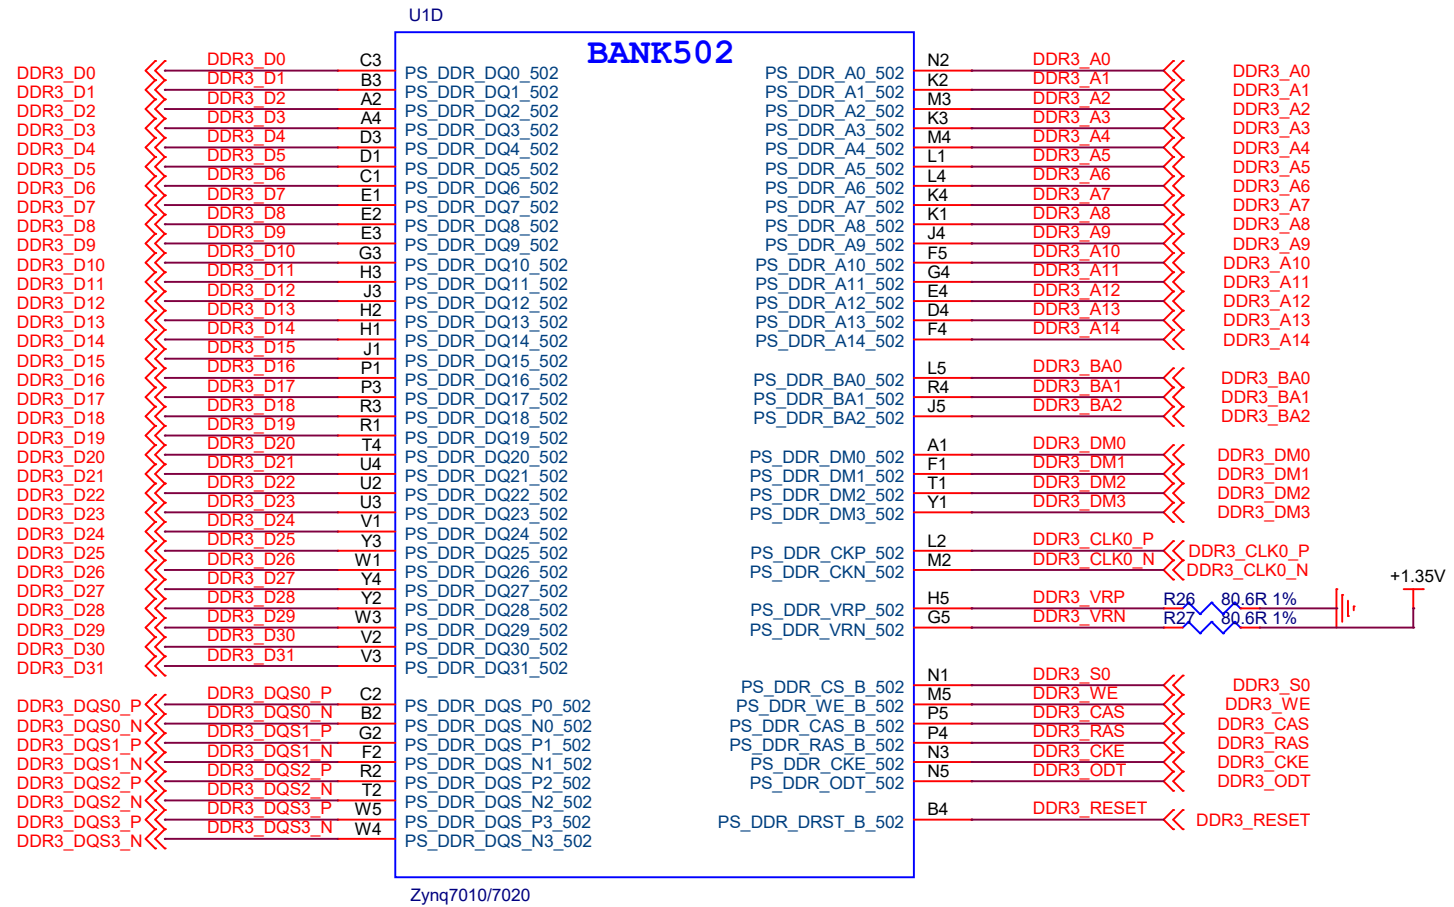 U1D
BANK502
DDR3_D0 DDR3_D0 C3 PS_DDR_DQ0_502
DDR3_D1 DDR3_D1 B3 PS_DDR_DQ1_502
DDR3_D2 DDR3_D2 A2 PS_DDR_DQ2_502
DDR3_D3 DDR3_D3 A4 PS_DDR_DQ3_502
DDR3_D4 DDR3_D4 D3 PS_DDR_DQ4_502
DDR3_D5 DDR3_D5 D1 PS_DDR_DQ5_502
DDR3_D6 DDR3_D6 C1 PS_DDR_DQ6_502
DDR3_D7 DDR3_D7 E1 PS_DDR_DQ7_502
DDR3_D8 DDR3_D8 E2 PS_DDR_DQ8_502
DDR3_D9 DDR3_D9 E3 PS_DDR_DQ9_502
DDR3_D10 DDR3_D10 G3 PS_DDR_DQ10_502
DDR3_D11 DDR3_D11 H3 PS_DDR_DQ11_502
DDR3_D12 DDR3_D12 J3 PS_DDR_DQ12_502
DDR3_D13 DDR3_D13 H2 PS_DDR_DQ13_502
DDR3_D14 DDR3_D14 H1 PS_DDR_DQ14_502
DDR3_D15 DDR3_D15 J1 PS_DDR_DQ15_502
DDR3_D16 DDR3_D16 P1 PS_DDR_DQ16_502
DDR3_D17 DDR3_D17 P3 PS_DDR_DQ17_502
DDR3_D18 DDR3_D18 R3 PS_DDR_DQ18_502
DDR3_D19 DDR3_D19 R1 PS_DDR_DQ19_502
DDR3_D20 DDR3_D20 T4 PS_DDR_DQ20_502
DDR3_D21 DDR3_D21 U4 PS_DDR_DQ21_502
DDR3_D22 DDR3_D22 U2 PS_DDR_DQ22_502
DDR3_D23 DDR3_D23 U3 PS_DDR_DQ23_502
DDR3_D24 DDR3_D24 V1 PS_DDR_DQ24_502
DDR3_D25 DDR3_D25 Y3 PS_DDR_DQ25_502
DDR3_D26 DDR3_D26 W1 PS_DDR_DQ26_502
DDR3_D27 DDR3_D27 Y4 PS_DDR_DQ27_502
DDR3_D28 DDR3_D28 Y2 PS_DDR_DQ28_502
DDR3_D29 DDR3_D29 W3 PS_DDR_DQ29_502
DDR3_D30 DDR3_D30 V2 PS_DDR_DQ30_502
DDR3_D31 DDR3_D31 V3 PS_DDR_DQ31_502
DDR3_DQS0_P DDR3_DQS0_P C2 PS_DDR_DQS_P0_502
DDR3_DQS0_N DDR3_DQS0_N B2 PS_DDR_DQS_N0_502
DDR3_DQS1_P DDR3_DQS1_P G2 PS_DDR_DQS_P1_502
DDR3_DQS1_N DDR3_DQS1_N F2 PS_DDR_DQS_N1_502
DDR3_DQS2_P DDR3_DQS2_P R2 PS_DDR_DQS_P2_502
DDR3_DQS2_N DDR3_DQS2_N T2 PS_DDR_DQS_N2_502
DDR3_DQS3_P DDR3_DQS3_P W5 PS_DDR_DQS_P3_502
DDR3_DQS3_N DDR3_DQS3_N W4 PS_DDR_DQS_N3_502
PS_DDR_A0_502 N2 DDR3_A0 DDR3_A0
PS_DDR_A1_502 K2 DDR3_A1 DDR3_A1
PS_DDR_A2_502 M3 DDR3_A2 DDR3_A2
PS_DDR_A3_502 K3 DDR3_A3 DDR3_A3
PS_DDR_A4_502 M4 DDR3_A4 DDR3_A4
PS_DDR_A5_502 L1 DDR3_A5 DDR3_A5
PS_DDR_A6_502 L4 DDR3_A6 DDR3_A6
PS_DDR_A7_502 K4 DDR3_A7 DDR3_A7
PS_DDR_A8_502 K1 DDR3_A8 DDR3_A8
PS_DDR_A9_502 J4 DDR3_A9 DDR3_A9
PS_DDR_A10_502 F5 DDR3_A10 DDR3_A10
PS_DDR_A11_502 G4 DDR3_A11 DDR3_A11
PS_DDR_A12_502 E4 DDR3_A12 DDR3_A12
PS_DDR_A13_502 D4 DDR3_A13 DDR3_A13
PS_DDR_A14_502 F4 DDR3_A14 DDR3_A14
PS_DDR_BA0_502 L5 DDR3_BA0 DDR3_BA0
PS_DDR_BA1_502 R4 DDR3_BA1 DDR3_BA1
PS_DDR_BA2_502 J5 DDR3_BA2 DDR3_BA2
PS_DDR_DM0_502 A1 DDR3_DM0 DDR3_DM0
PS_DDR_DM1_502 F1 DDR3_DM1 DDR3_DM1
PS_DDR_DM2_502 T1 DDR3_DM2 DDR3_DM2
PS_DDR_DM3_502 Y1 DDR3_DM3 DDR3_DM3
PS_DDR_CKP_502 L2 DDR3_CLK0_P DDR3_CLK0_P
PS_DDR_CKN_502 M2 DDR3_CLK0_N DDR3_CLK0_N
+1.35V
PS_DDR_VRP_502 H5 DDR3_VRP R26 80.6R 1%
PS_DDR_VRN_502 G5 DDR3_VRN R27 80.6R 1%
PS_DDR_CS_B_502 N1 DDR3_S0 DDR3_S0
PS_DDR_WE_B_502 M5 DDR3_WE DDR3_WE
PS_DDR_CAS_B_502 P5 DDR3_CAS DDR3_CAS
PS_DDR_RAS_B_502 P4 DDR3_RAS DDR3_RAS
PS_DDR_CKE_502 N3 DDR3_CKE DDR3_CKE
PS_DDR_ODT_502 N5 DDR3_ODT DDR3_ODT
PS_DDR_DRST_B_502 B4 DDR3_RESET DDR3_RESET
Zynq7010/7020